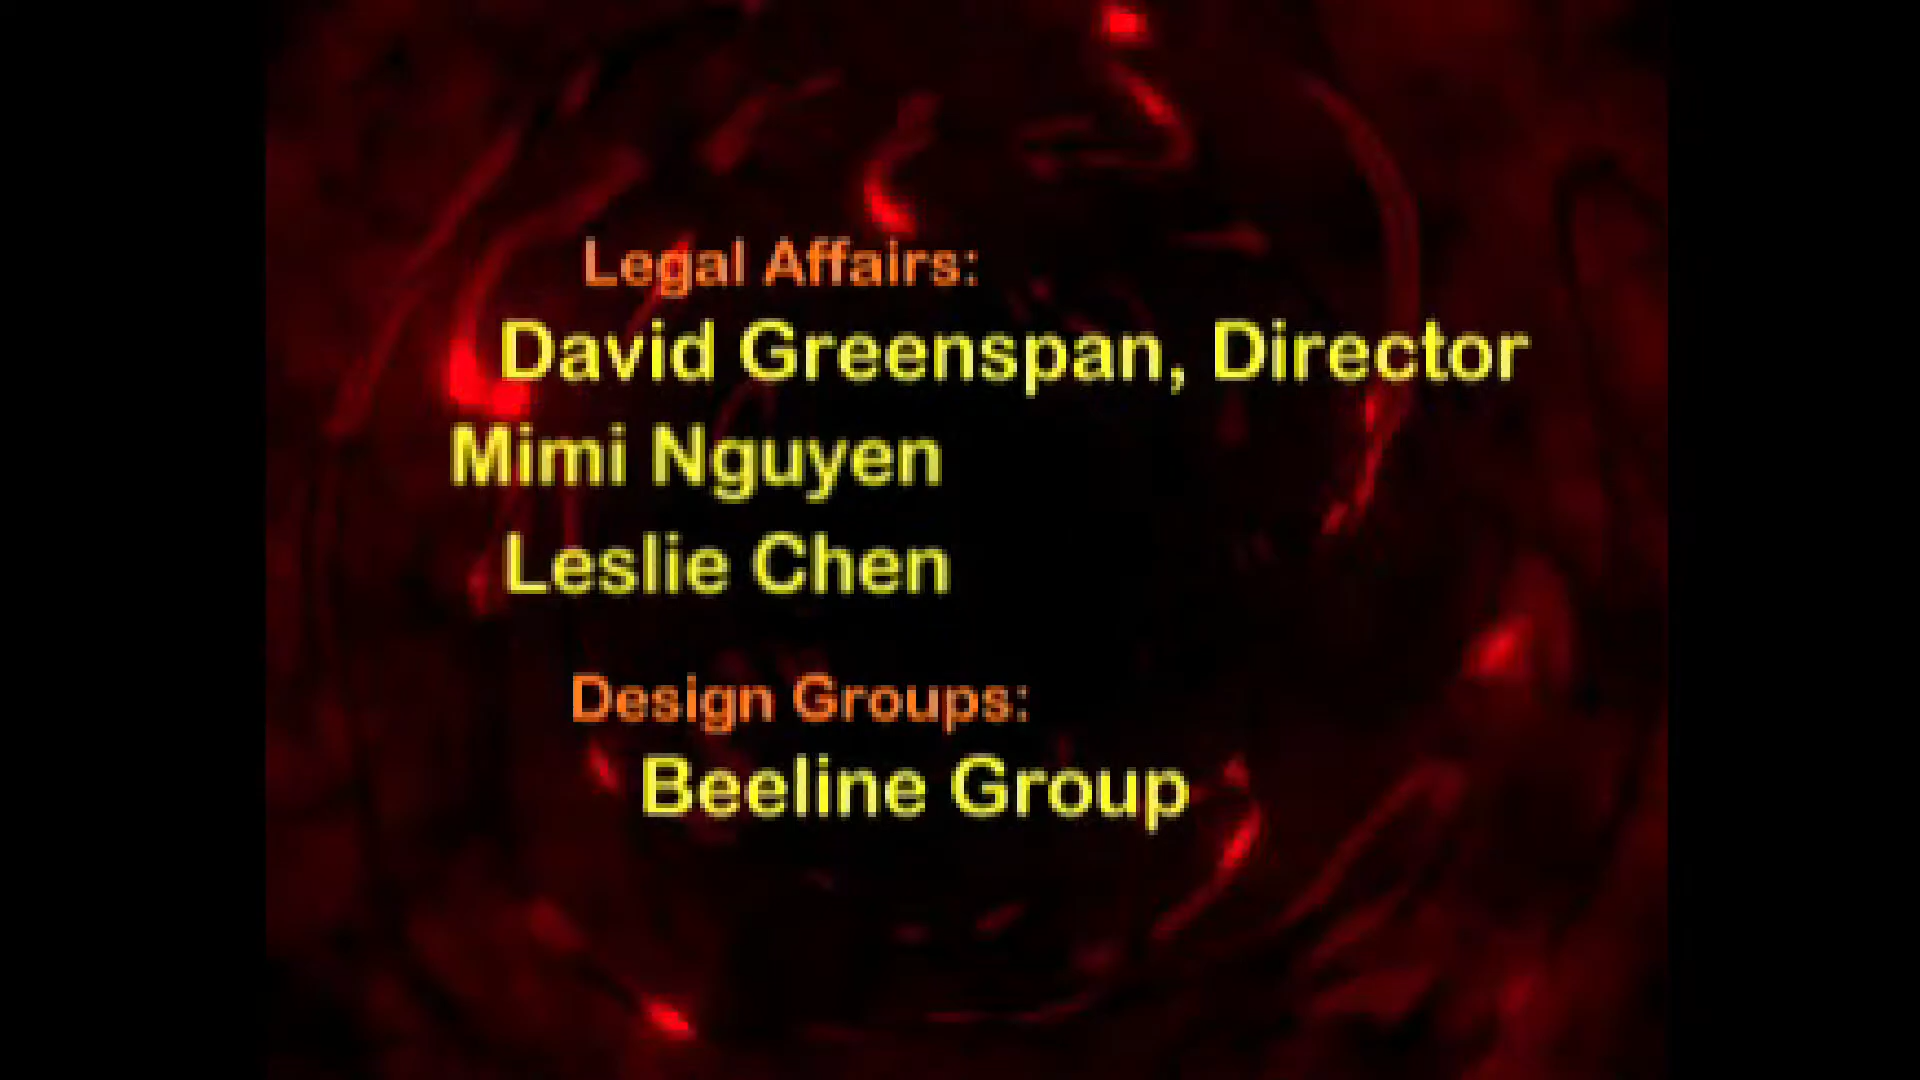 Legal Affairs:
David Greenspan, Director
Mimi Nguyen
Leslie Chen
Design Groups:
Beeline Group